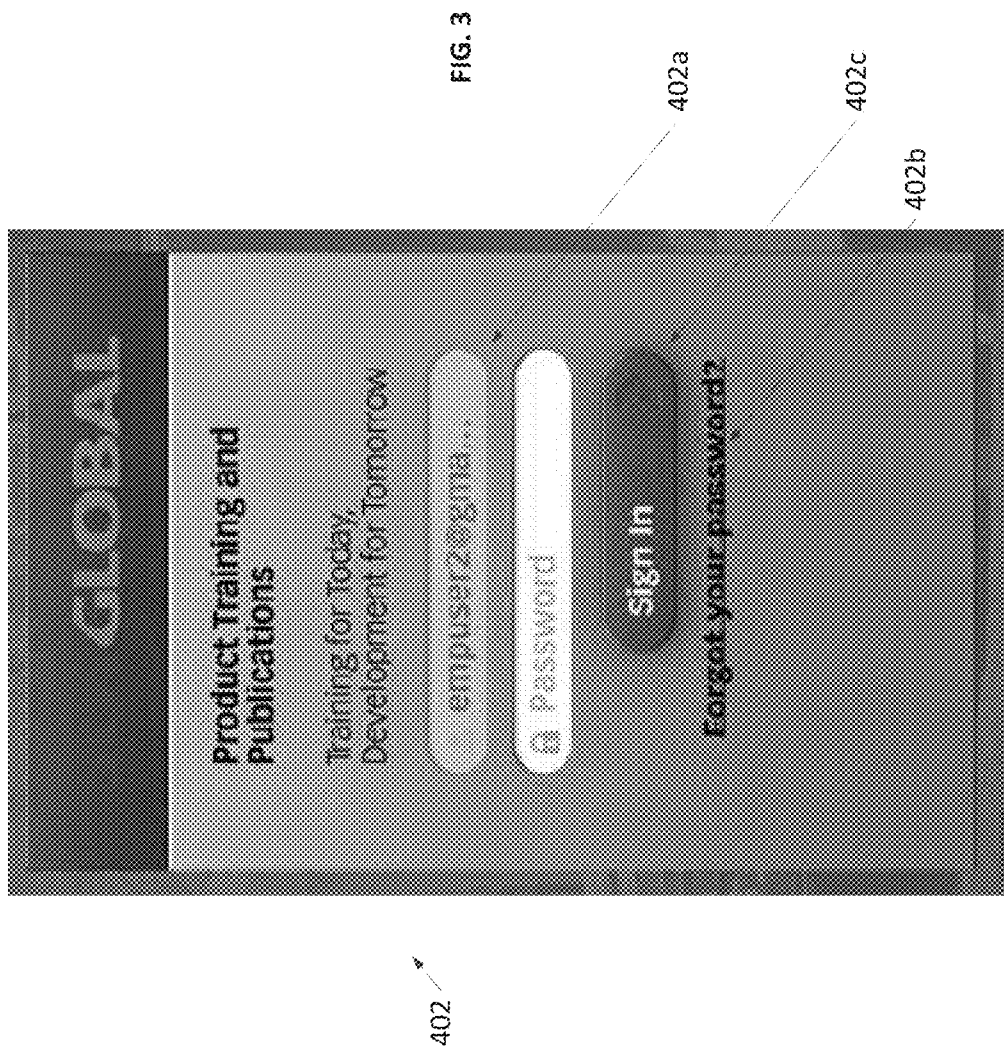 GLOBAL
Product Training and
Publications
Training for Today,
Development for Tomorrow
empuser2agma...
Password
Sign In
Forgot your password?
402
402a
402c
402b
FIG. 3